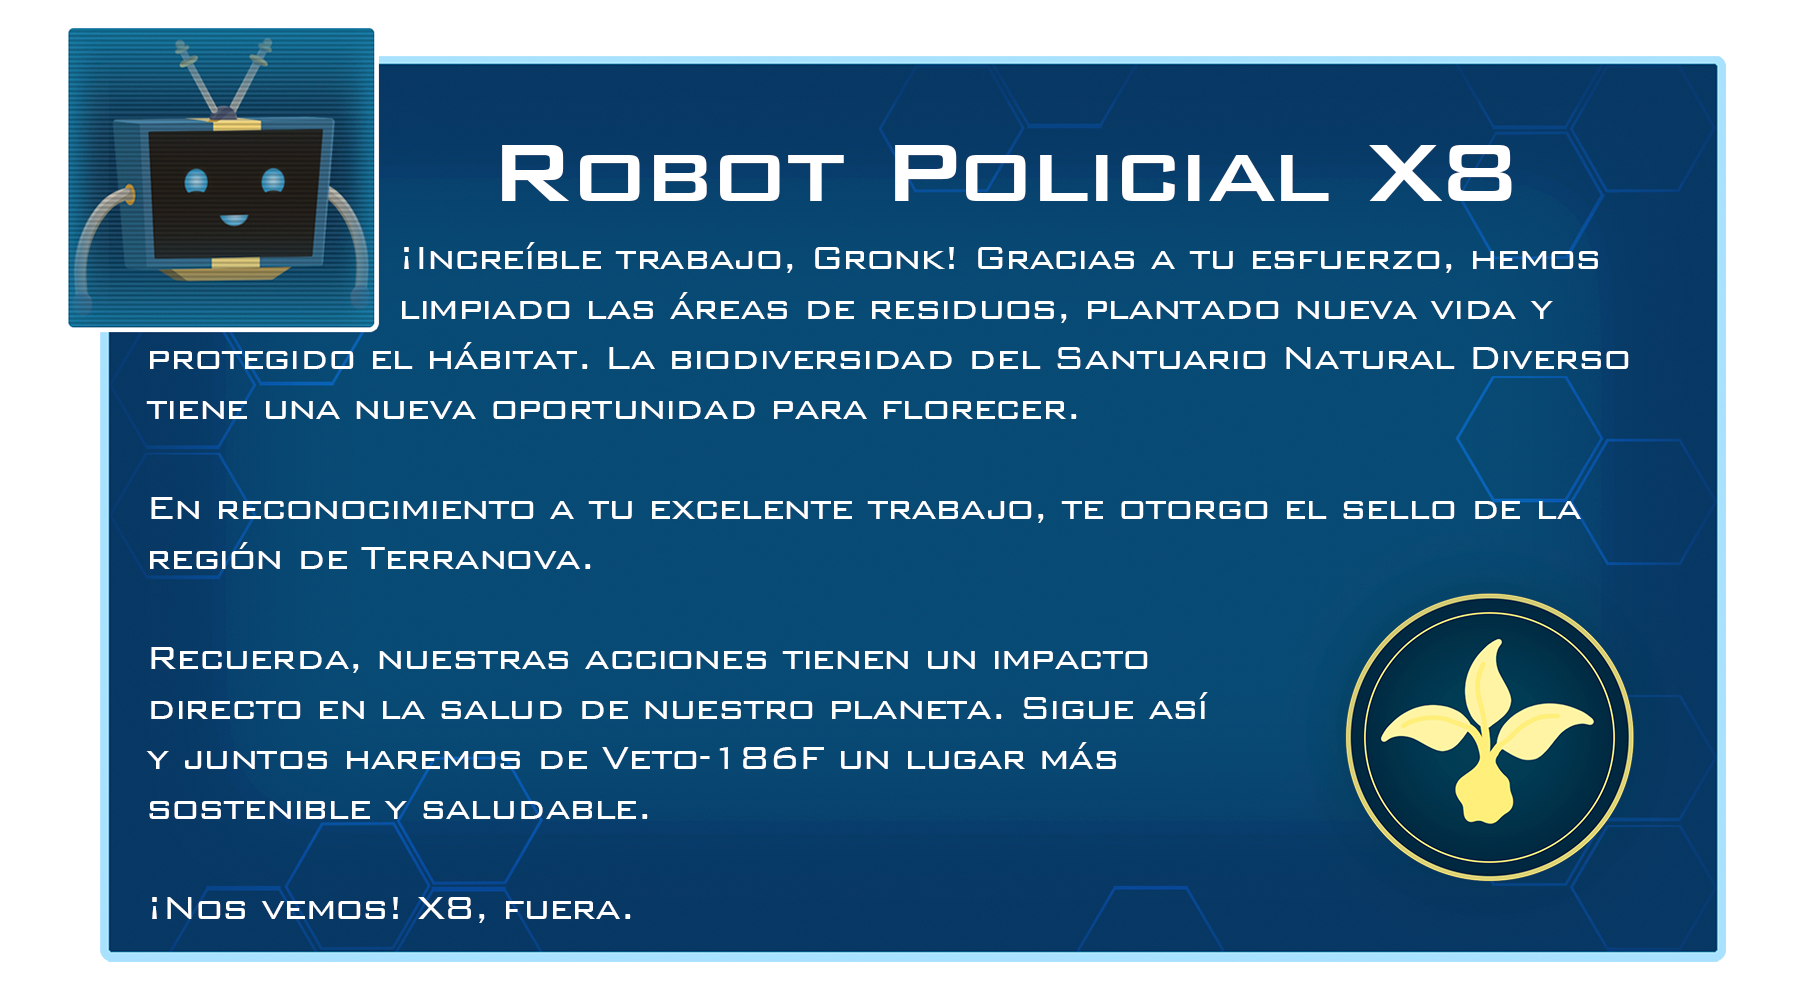 Robot Policial X8
¡Increíble trabajo, Gronk! Gracias a tu esfuerzo, hemos
limpiado las áreas de residuos, plantado nueva vida y
protegido el hábitat. La biodiversidad del Santuario Natural Diverso
tiene una nueva oportunidad para florecer.
En reconocimiento a tu excelente trabajo, te otorgo el sello de la
región de Terranova.
Recuerda, nuestras acciones tienen un impacto
directo en la salud de nuestro planeta. Sigue así
y juntos haremos de Veto-186F un lugar más
sostenible y saludable.
¡Nos vemos! X8, fuera.